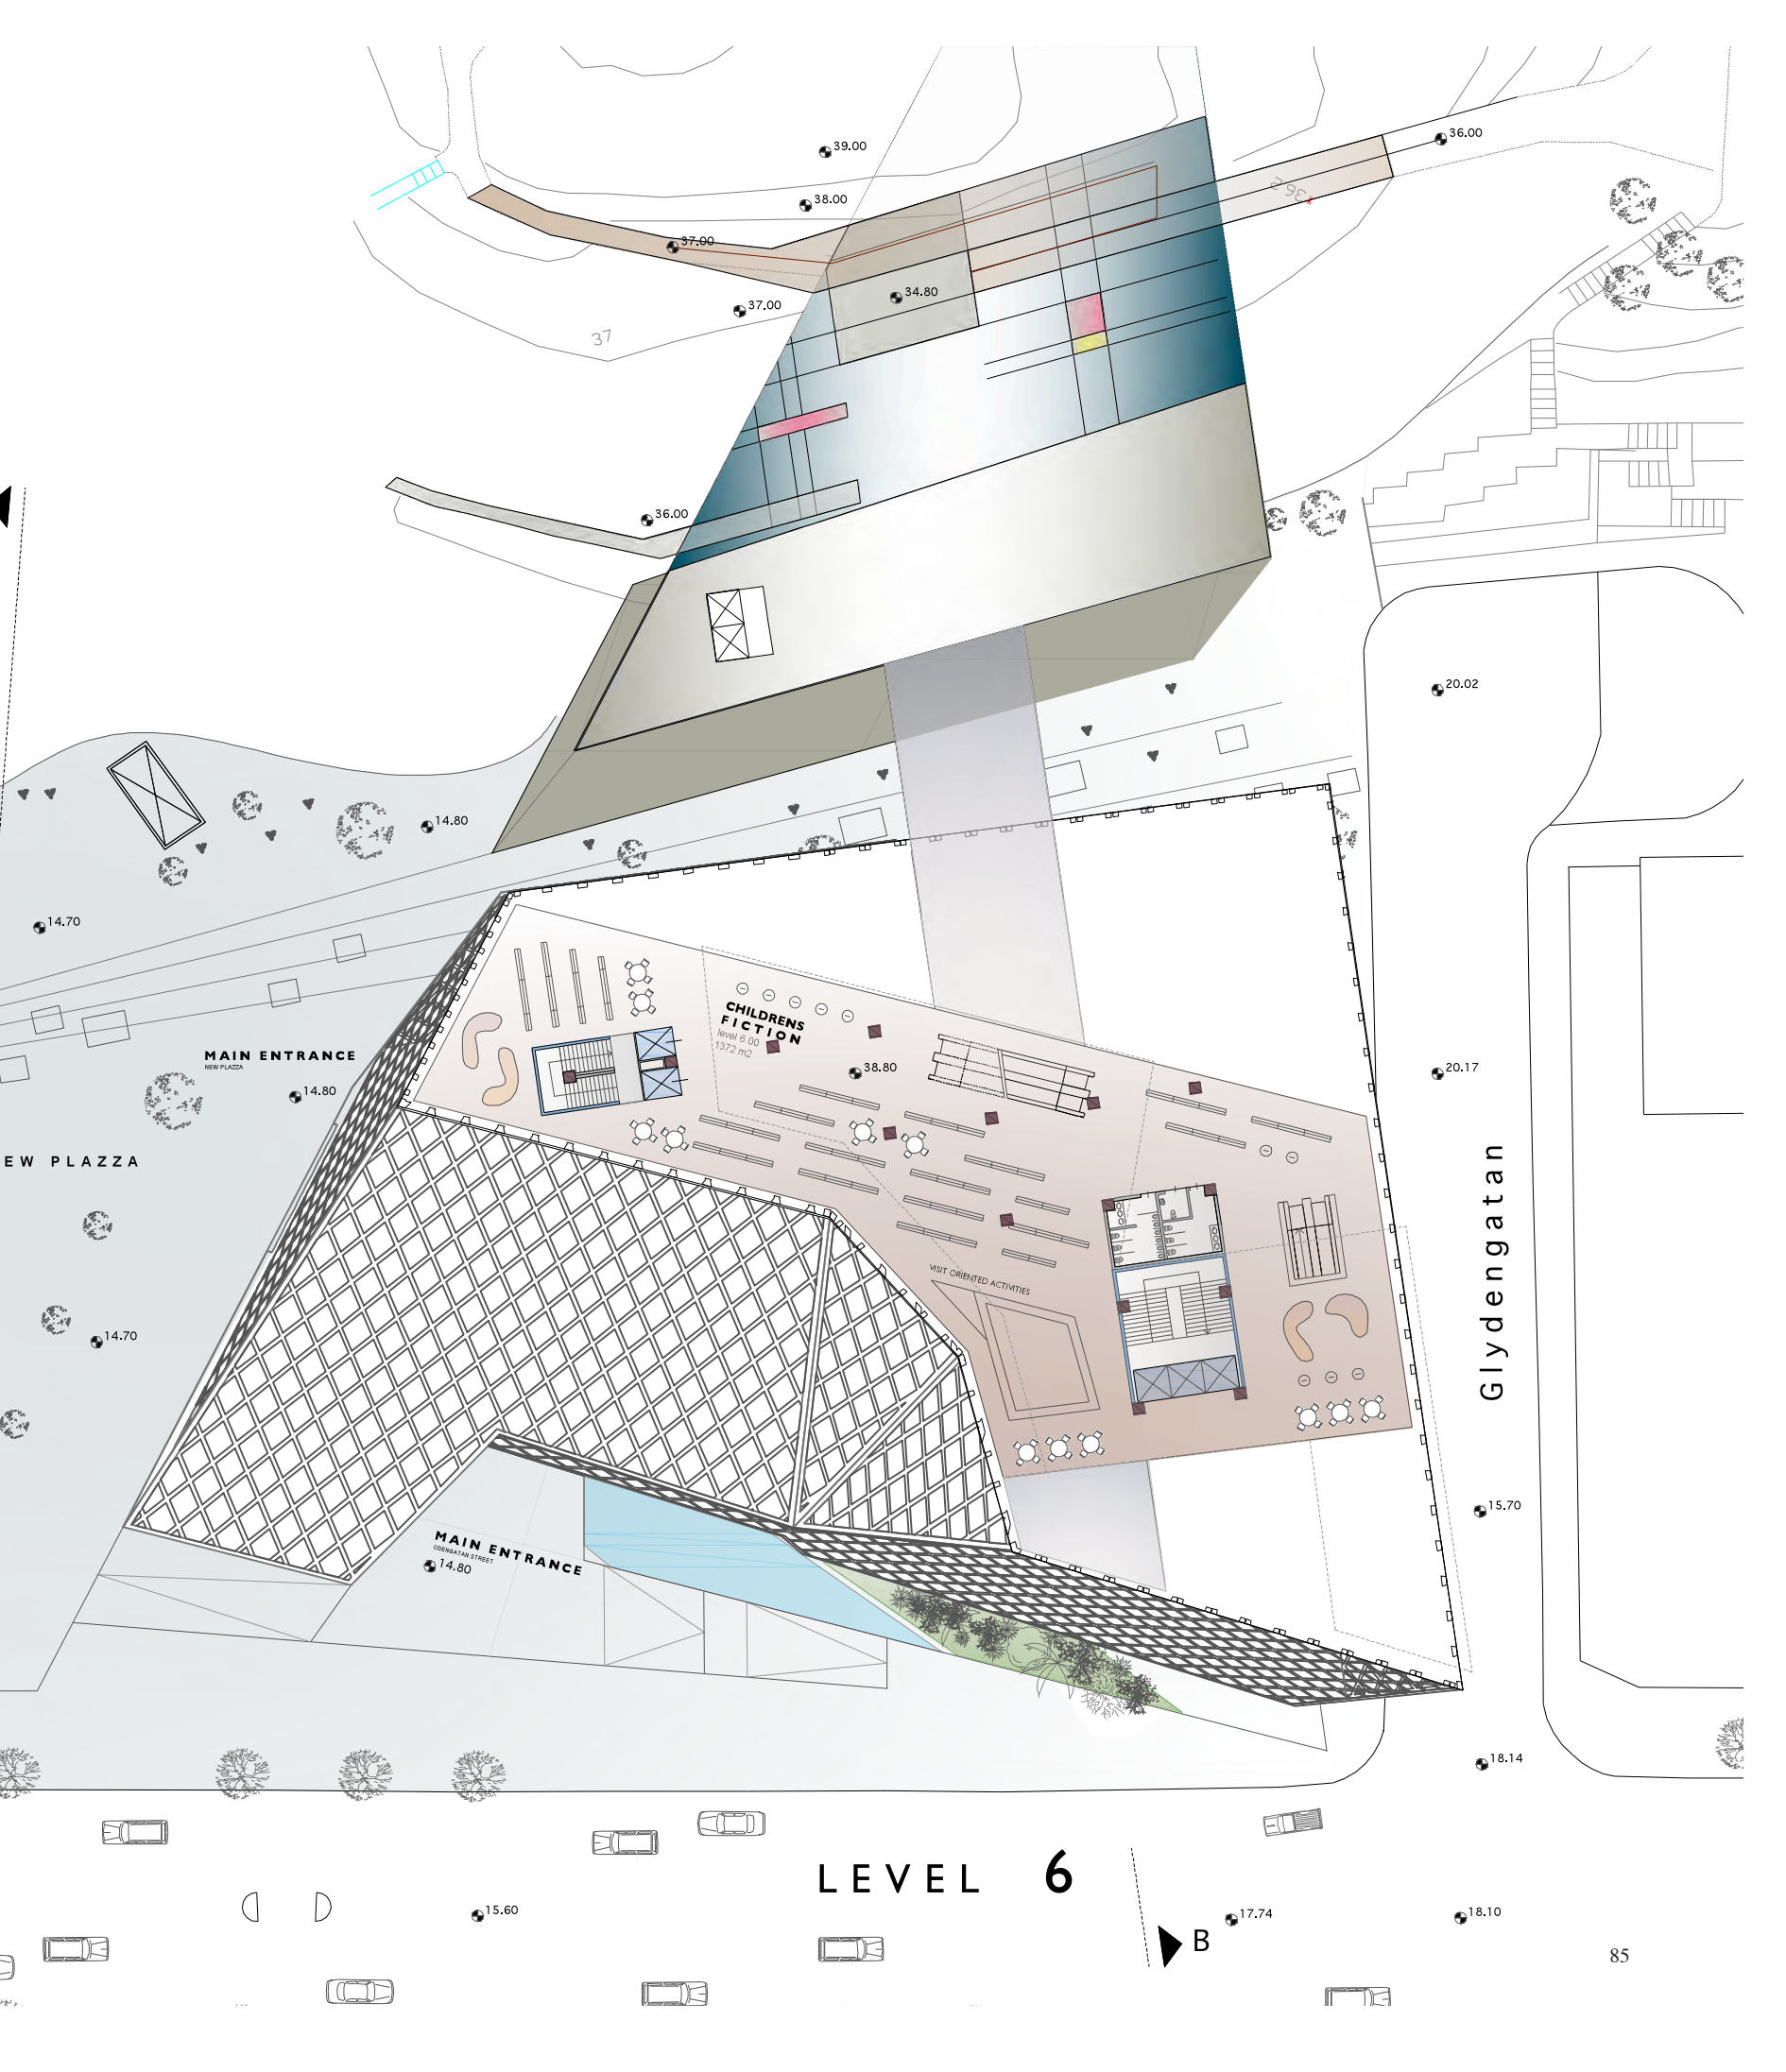 39.00
36.00
38.00
362
37.00
34.80
37.00
37
36.00
20.02
14.80
14.70
CHILDRENS
FICTION
level 6.00
1372 m2
MAIN ENTRANCE
NEW PLAZZA
38.80
20.17
14.80
EW PLAZZA
Glydengatan
VISIT ORIENTED ACTIVITIES
14.70
15.70
MAIN ENTRANCE
ODENGATAN STREET
14.80
18.14
LEVEL 6
15.60
17.74
18.10
B
85